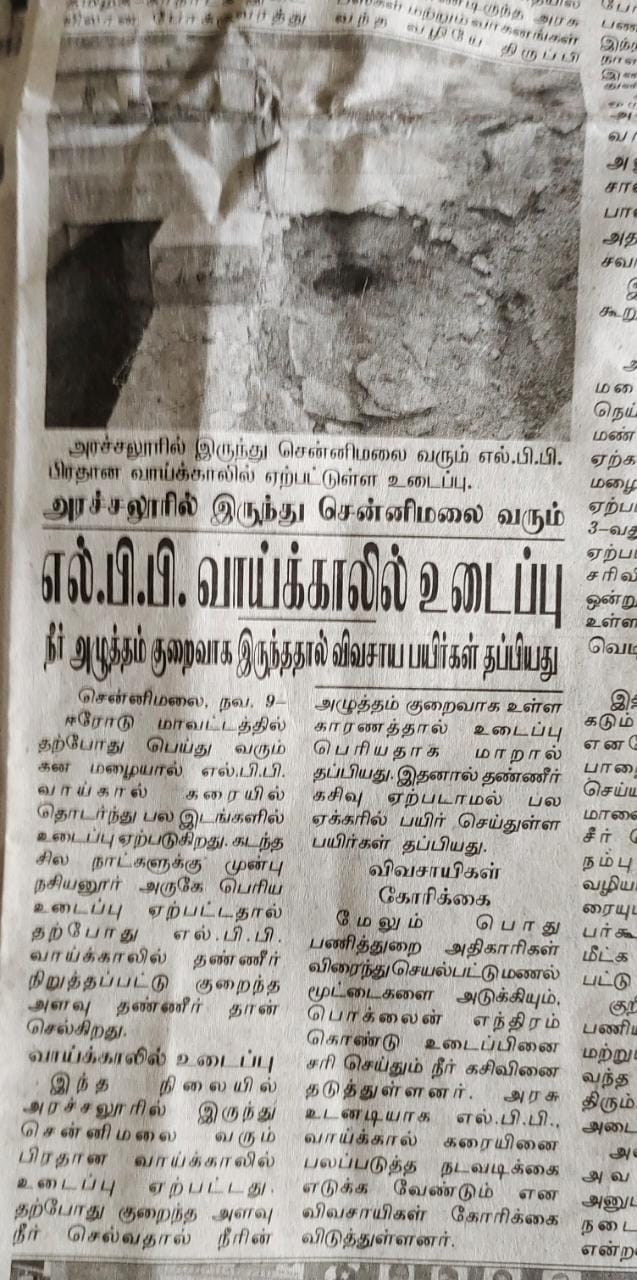 வந்த வழியே திருப்பி
அரச்சலூரில் இருந்து சென்னிமலை வரும் எல்.பி.பி.
பிரதான வாய்க்காலில் ஏற்பட்டுள்ள உடைப்பு.
அரச்சலூரில் இருந்து சென்னிமலை வரும்
எல்.பி.பி. வாய்க்காலில் உடைப்பு
நீர் அழுத்தம் குறைவாக இருந்ததால் விவசாய பயிர்கள் தப்பியது
சென்னிமலை, நவ. 9–
ஈரோடு மாவட்டத்தில்
தற்போது பெய்து வரும்
கன மழையால் எல்.பி.பி.
வாய்கால் கரையில்
தொடர்ந்து பல இடங்களில்
உடைப்பு ஏற்படுகிறது. கடந்த
சில நாட்களுக்கு முன்பு
நசியனூர் அருகே பெரிய
உடைப்பு ஏற்பட்டதால்
தற்போது எல்.பி.பி.
வாய்க்காலில் தண்ணீர்
நிறுத்தப்பட்டு குறைந்த
அளவு தண்ணீர் தான்
செல்கிறது.
வாய்க்காலில் உடைப்பு
இந்த நிலையில்
அரச்சலூரில் இருந்து
சென்னிமலை வரும்
பிரதான வாய்க்காலில்
உடைப்பு ஏற்பட்டது.
தற்போது குறைந்த அளவு
நீர் செல்வதால் நீரின்
அழுத்தம் குறைவாக உள்ள
காரணத்தால் உடைப்பு
பெரியதாக மாறால்
தப்பியது. இதனால் தண்ணீர்
கசிவு ஏற்படாமல் பல
ஏக்கரில் பயிர் செய்துள்ள
பயிர்கள் தப்பியது.
விவசாயிகள்
கோரிக்கை
மேலும் பொது
பணித்துறை அதிகாரிகள்
விரைந்து செயல்பட்டு மணல்
மூட்டைகளை அடுக்கியும்,
பொக்லைன் எந்திரம்
கொண்டு உடைப்பினை
சரி செய்தும் நீர் கசிவினை
தடுத்துள்ளனர். அரசு
உடனடியாக எல்.பி.பி.,
வாய்கால் கரையினை
பலப்படுத்த நடவடிக்கை
எடுக்க வேண்டும் என
விவசாயிகள் கோரிக்கை
விடுத்துள்ளனர்.